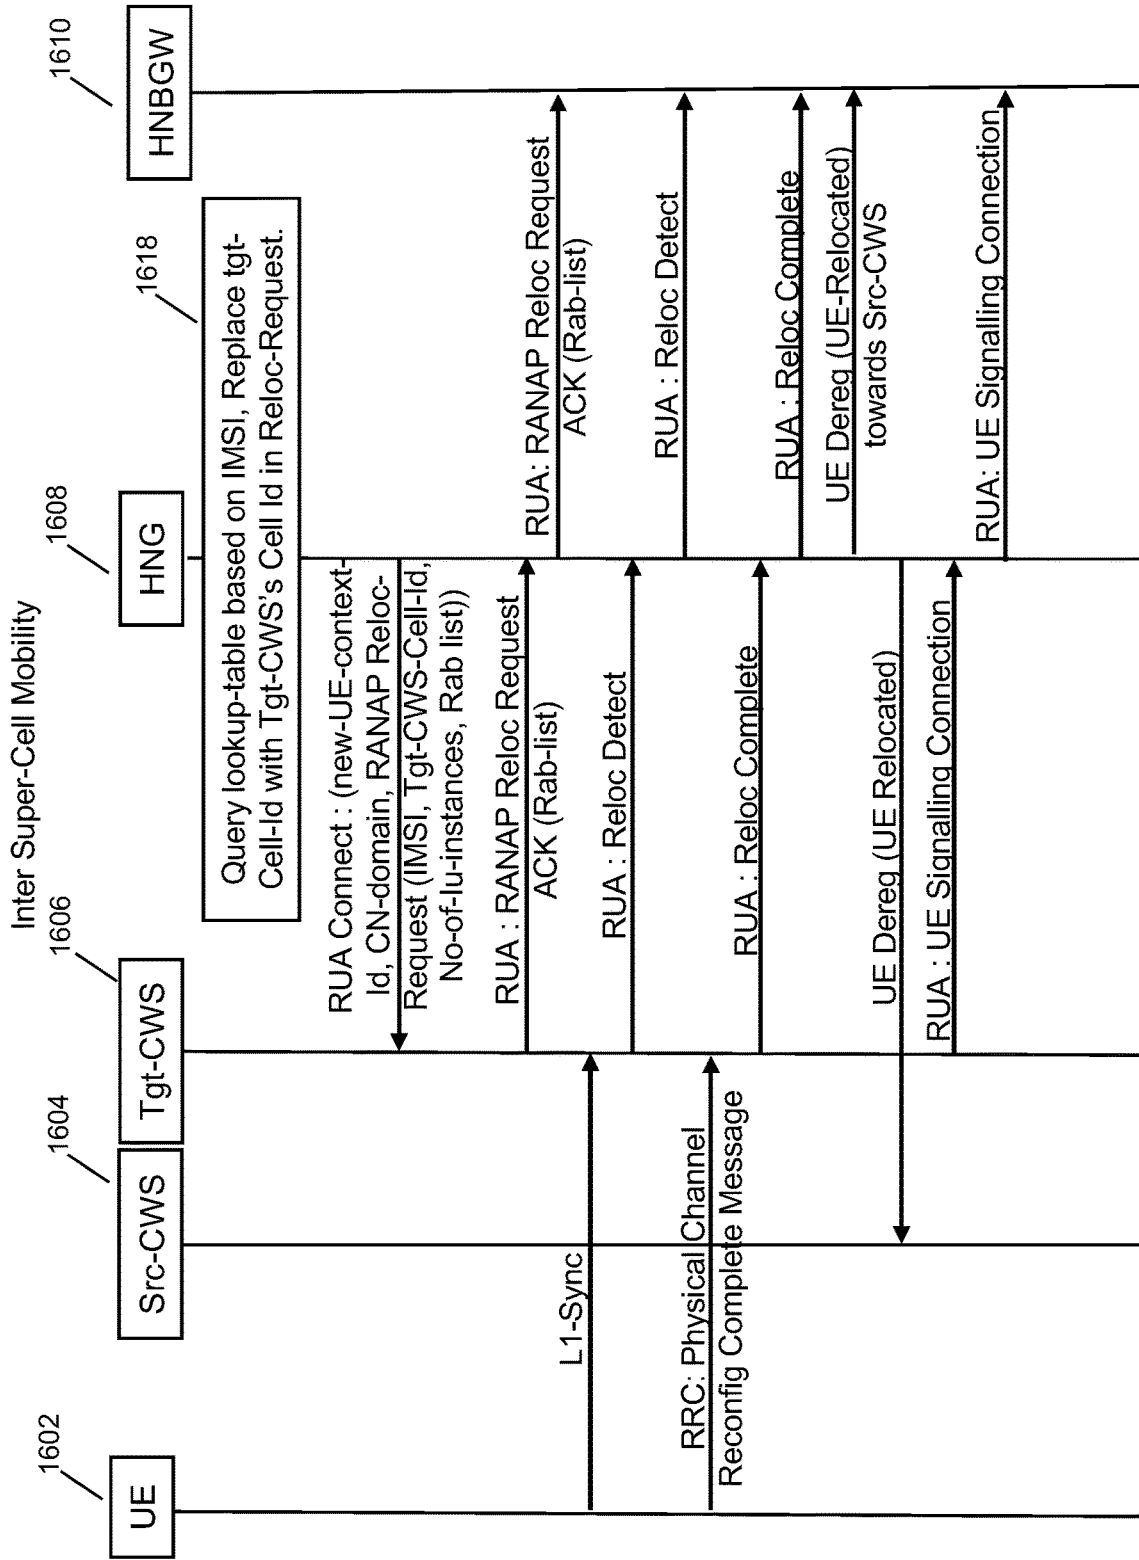 Inter Super-Cell Mobility
1602
1604
1606
1608
1610
UE
Src-CWS
Tgt-CWS
HNG
HNBGW
1618
Query lookup-table based on IMSI, Replace tgt-
Cell-Id with Tgt-CWS's Cell Id in Reloc-Request.
RUA Connect : (new-UE-context-
Id, CN-domain, RANAP Reloc-
Request (IMSI, Tgt-CWS-Cell-Id,
No-of-Iu-instances, Rab list))
RUA : RANAP Reloc Request
ACK (Rab-list)
RUA: RANAP Reloc Request
ACK (Rab-list)
L1-Sync
RUA : Reloc Detect
RUA : Reloc Detect
RRC: Physical Channel
Reconfig Complete Message
RUA : Reloc Complete
RUA : Reloc Complete
UE Dereg (UE-Relocated)
towards Src-CWS
UE Dereg (UE Relocated)
RUA : UE Signalling Connection
RUA: UE Signalling Connection